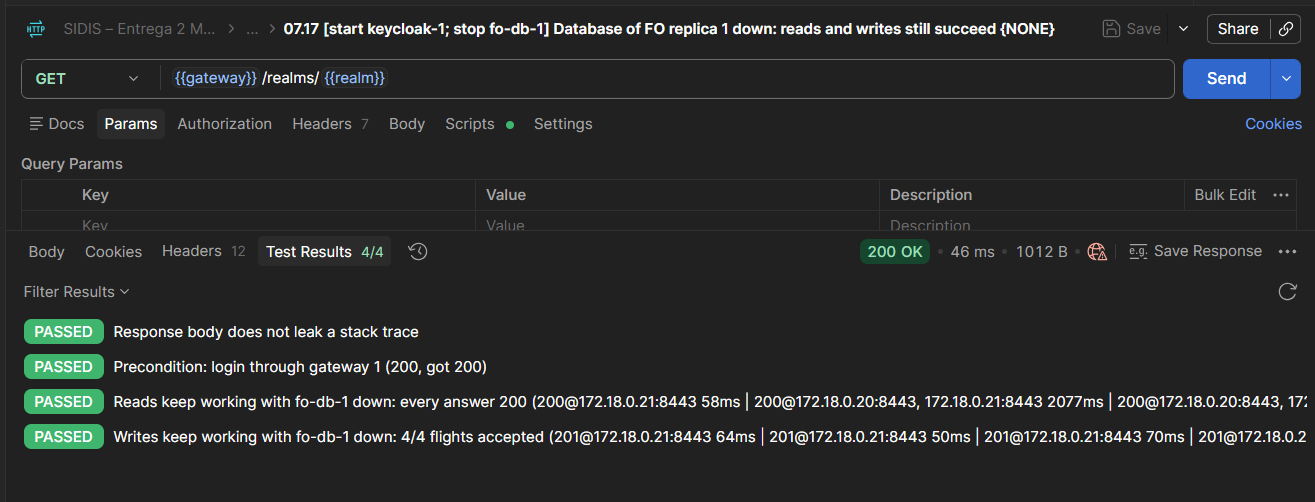 HTTP SIDIS – Entrega 2 M... > ... > 07.17 [start keycloak-1; stop fo-db-1] Database of FO replica 1 down: reads and writes still succeed {NONE} Save Share
GET {{gateway}} /realms/ {{realm}} Send
Docs Params Authorization Headers 7 Body Scripts Settings Cookies
Query Params
Key Value Description Bulk Edit ...
Key Value Description
Body Cookies Headers 12 Test Results 4/4 200 OK • 46 ms • 1012 B • e.g. Save Response ...
Filter Results
PASSED Response body does not leak a stack trace
PASSED Precondition: login through gateway 1 (200, got 200)
PASSED Reads keep working with fo-db-1 down: every answer 200 (200@172.18.0.21:8443 58ms | 200@172.18.0.20:8443, 172.18.0.21:8443 2077ms | 200@172.18.0.20:8443, 172
PASSED Writes keep working with fo-db-1 down: 4/4 flights accepted (201@172.18.0.21:8443 64ms | 201@172.18.0.21:8443 50ms | 201@172.18.0.21:8443 70ms | 201@172.18.0.2